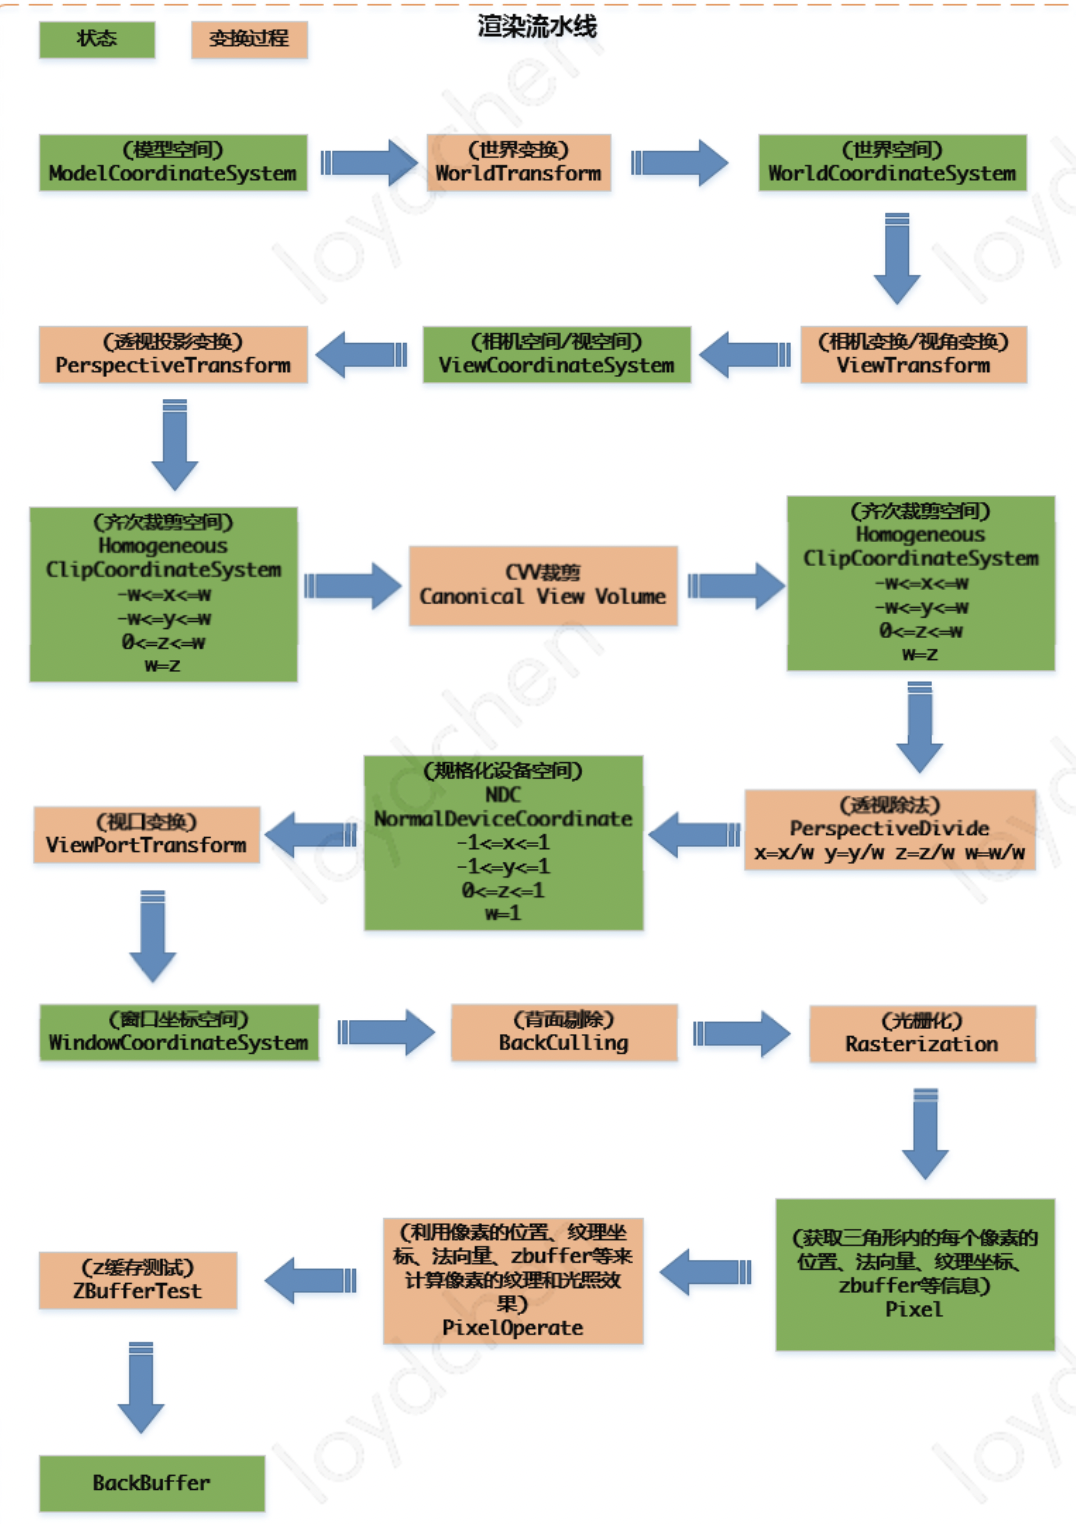 渲染流水线
状态
变换过程
(模型空间)
ModelCoordinateSystem
(世界变换)
WorldTransform
(世界空间)
WorldCoordinateSystem
(相机变换/视角变换)
ViewTransform
(相机空间/视空间)
ViewCoordinateSystem
(透视投影变换)
PerspectiveTransform
(齐次裁剪空间)
Homogeneous
ClipCoordinateSystem
-w<=x<=w
-w<=y<=w
0<=z<=w
w=z
CVV裁剪
Canonical View Volume
(齐次裁剪空间)
Homogeneous
ClipCoordinateSystem
-w<=x<=w
-w<=y<=w
0<=z<=w
w=z
(透视除法)
PerspectiveDivide
x=x/w y=y/w z=z/w w=w/w
(规格化设备空间)
NDC
NormalDeviceCoordinate
-1<=x<=1
-1<=y<=1
0<=z<=1
w=1
(视口变换)
ViewPortTransform
(窗口坐标空间)
WindowCoordinateSystem
(背面剔除)
BackCulling
(光栅化)
Rasterization
(获取三角形内的每个像素的
位置、法向量、纹理坐标、
zbuffer等信息)
Pixel
(利用像素的位置、纹理坐
标、法向量、zbuffer等来
计算像素的纹理和光照效
果)
PixelOperate
(z缓存测试)
ZBufferTest
BackBuffer
loydchen
loydchen
loydchen